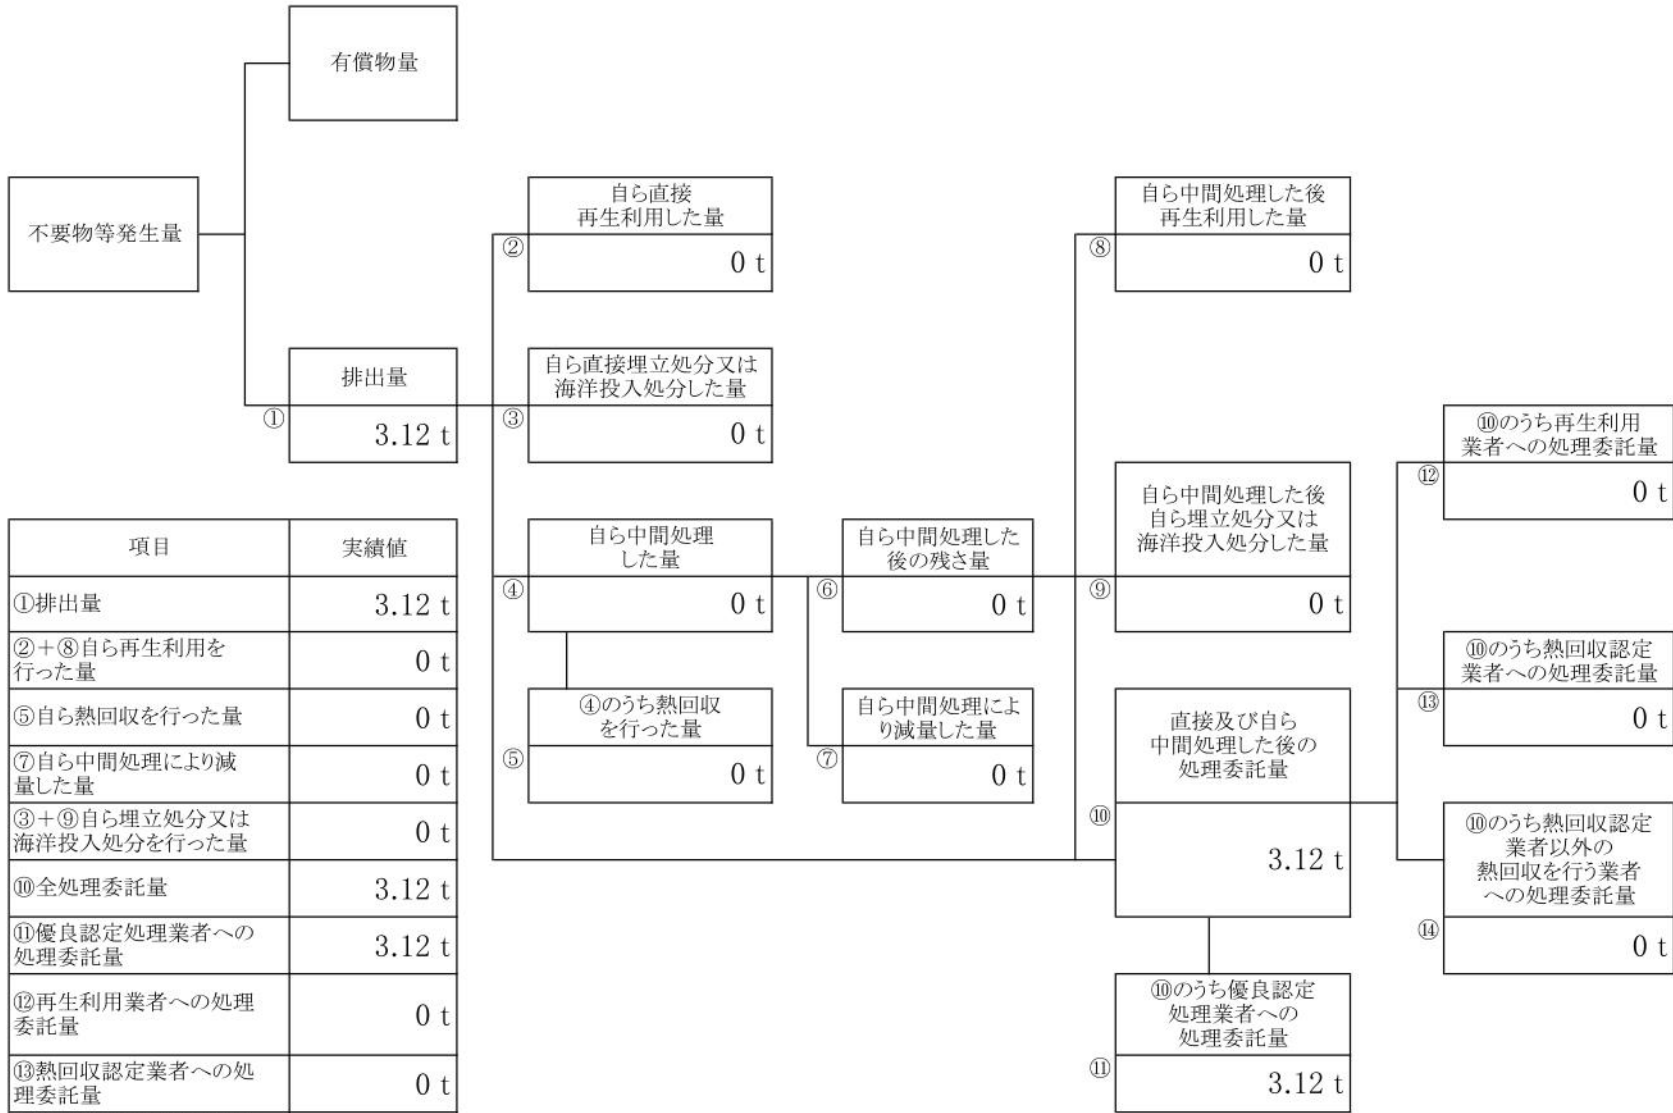 有償物量
不要物等発生量
自ら直接
再生利用した量
②
0 t
自ら中間処理した後
再生利用した量
⑧
0 t
排出量
①
3.12 t
自ら直接埋立処分又は
海洋投入処分した量
③
0 t
⑩のうち再生利用
業者への処理委託量
⑫
0 t
自ら中間処理
した量
④
0 t
自ら中間処理した
後の残さ量
⑥
0 t
自ら中間処理した後
自ら埋立処分又は
海洋投入処分した量
⑨
0 t
⑩のうち熱回収認定
業者への処理委託量
⑬
0 t
④のうち熱回収
を行った量
⑤
0 t
自ら中間処理によ
り減量した量
⑦
0 t
直接及び自ら
中間処理した後の
処理委託量
⑩
3.12 t
⑩のうち熱回収認定
業者以外の
熱回収を行う業者
への処理委託量
⑭
0 t
⑩のうち優良認定
処理業者への
処理委託量
⑪
3.12 t
項目 実績値
①排出量 3.12 t
②+⑧自ら再生利用を
行った量 0 t
⑤自ら熱回収を行った量 0 t
⑦自ら中間処理により減
量した量 0 t
③+⑨自ら埋立処分又は
海洋投入処分を行った量 0 t
⑩全処理委託量 3.12 t
⑪優良認定処理業者への
処理委託量 3.12 t
⑫再生利用業者への処理
委託量 0 t
⑬熱回収認定業者への処
理委託量 0 t